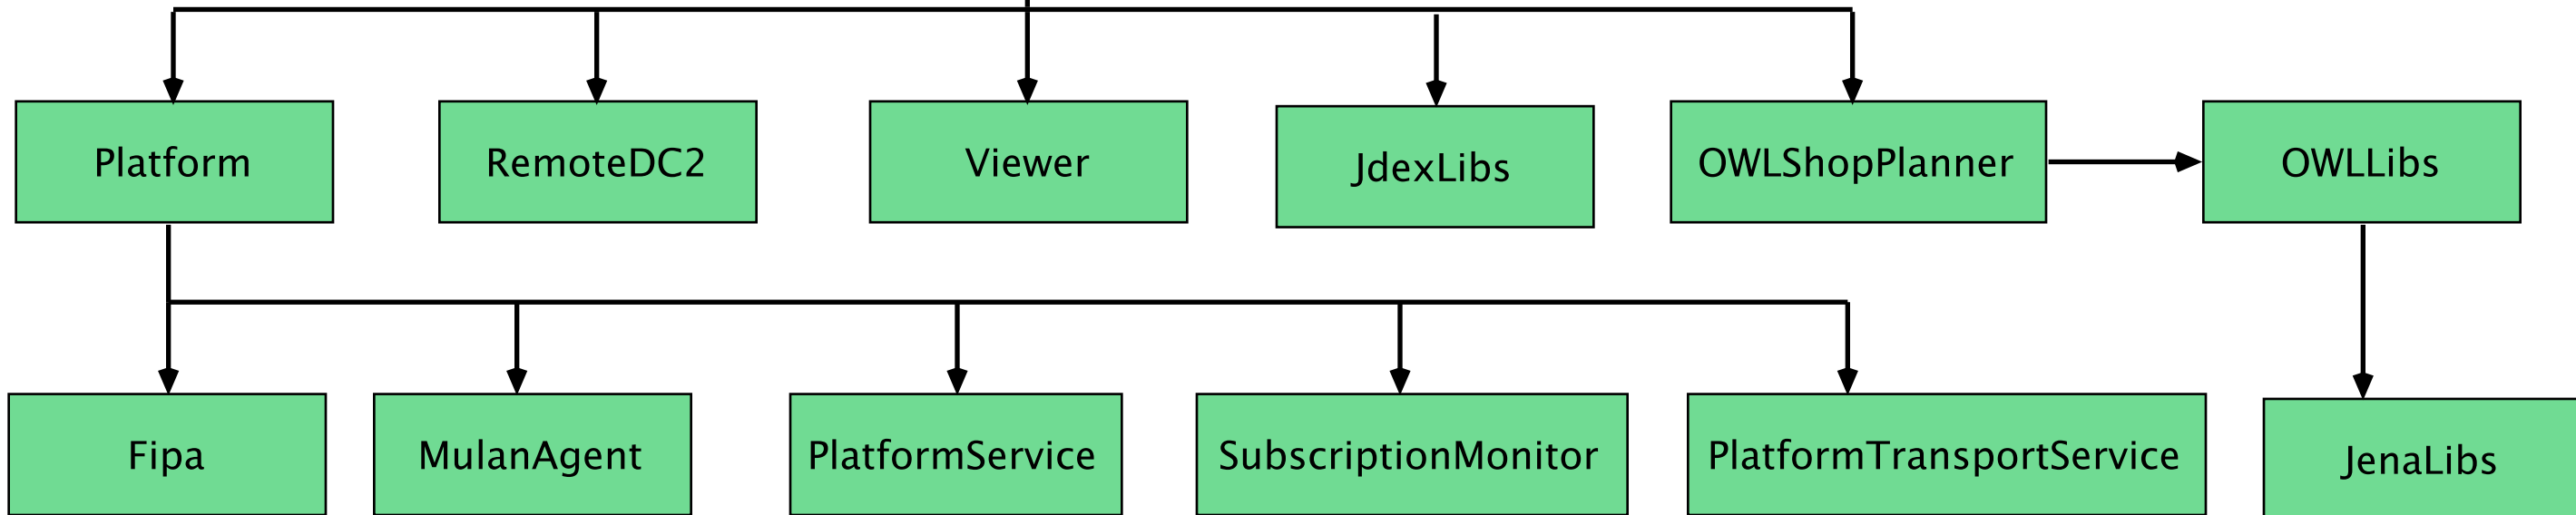 Platform
RemoteDC2
Viewer
JdexLibs
OWLShopPlanner
OWLLibs
Fipa
MulanAgent
PlatformService
SubscriptionMonitor
PlatformTransportService
JenaLibs